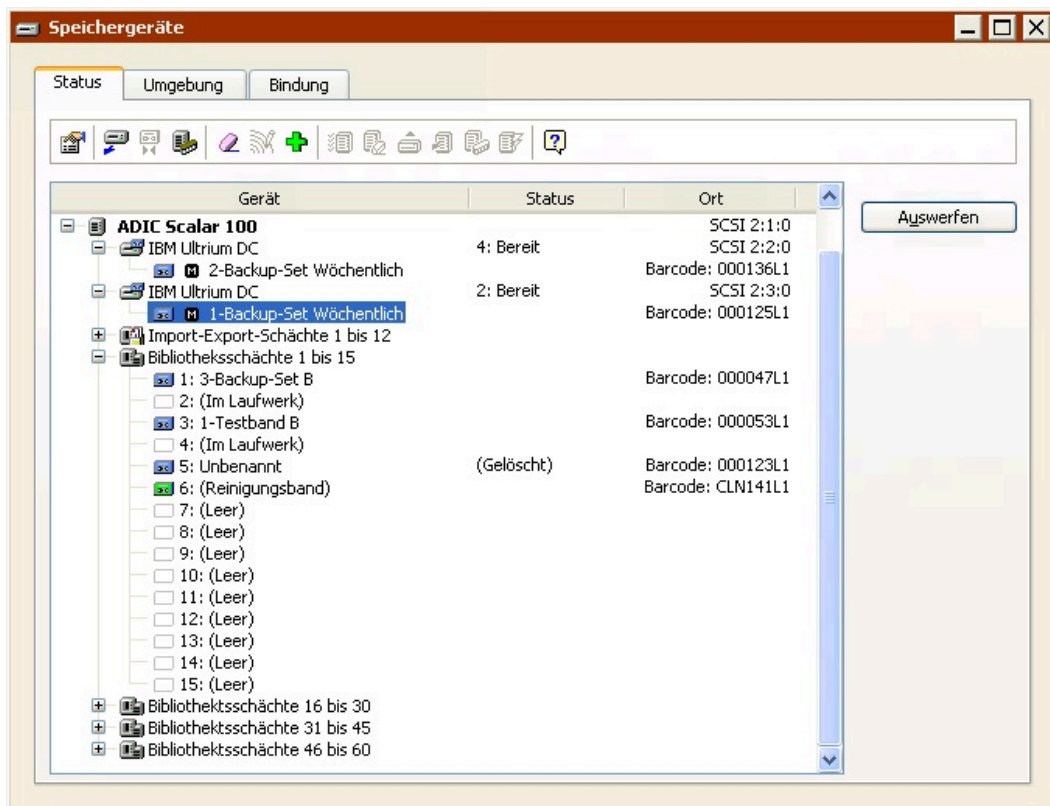 Speichergeräte
Status Umgebung Bindung
Gerät Status Ort
Auswerfen
ADIC Scalar 100 SCSI 2:1:0
IBM Ultrium DC 4: Bereit SCSI 2:2:0
M 2-Backup-Set Wöchentlich Barcode: 000136L1
IBM Ultrium DC 2: Bereit SCSI 2:3:0
M 1-Backup-Set Wöchentlich Barcode: 000125L1
Import-Export-Schächte 1 bis 12
Bibliotheksschächte 1 bis 15
1: 3-Backup-Set B Barcode: 000047L1
2: (Im Laufwerk)
3: 1-Testband B Barcode: 000053L1
4: (Im Laufwerk)
5: Unbenannt (Gelöscht) Barcode: 000123L1
6: (Reinigungsband) Barcode: CLN141L1
7: (Leer)
8: (Leer)
9: (Leer)
10: (Leer)
11: (Leer)
12: (Leer)
13: (Leer)
14: (Leer)
15: (Leer)
Bibliothektsschächte 16 bis 30
Bibliothektsschächte 31 bis 45
Bibliothektsschächte 46 bis 60